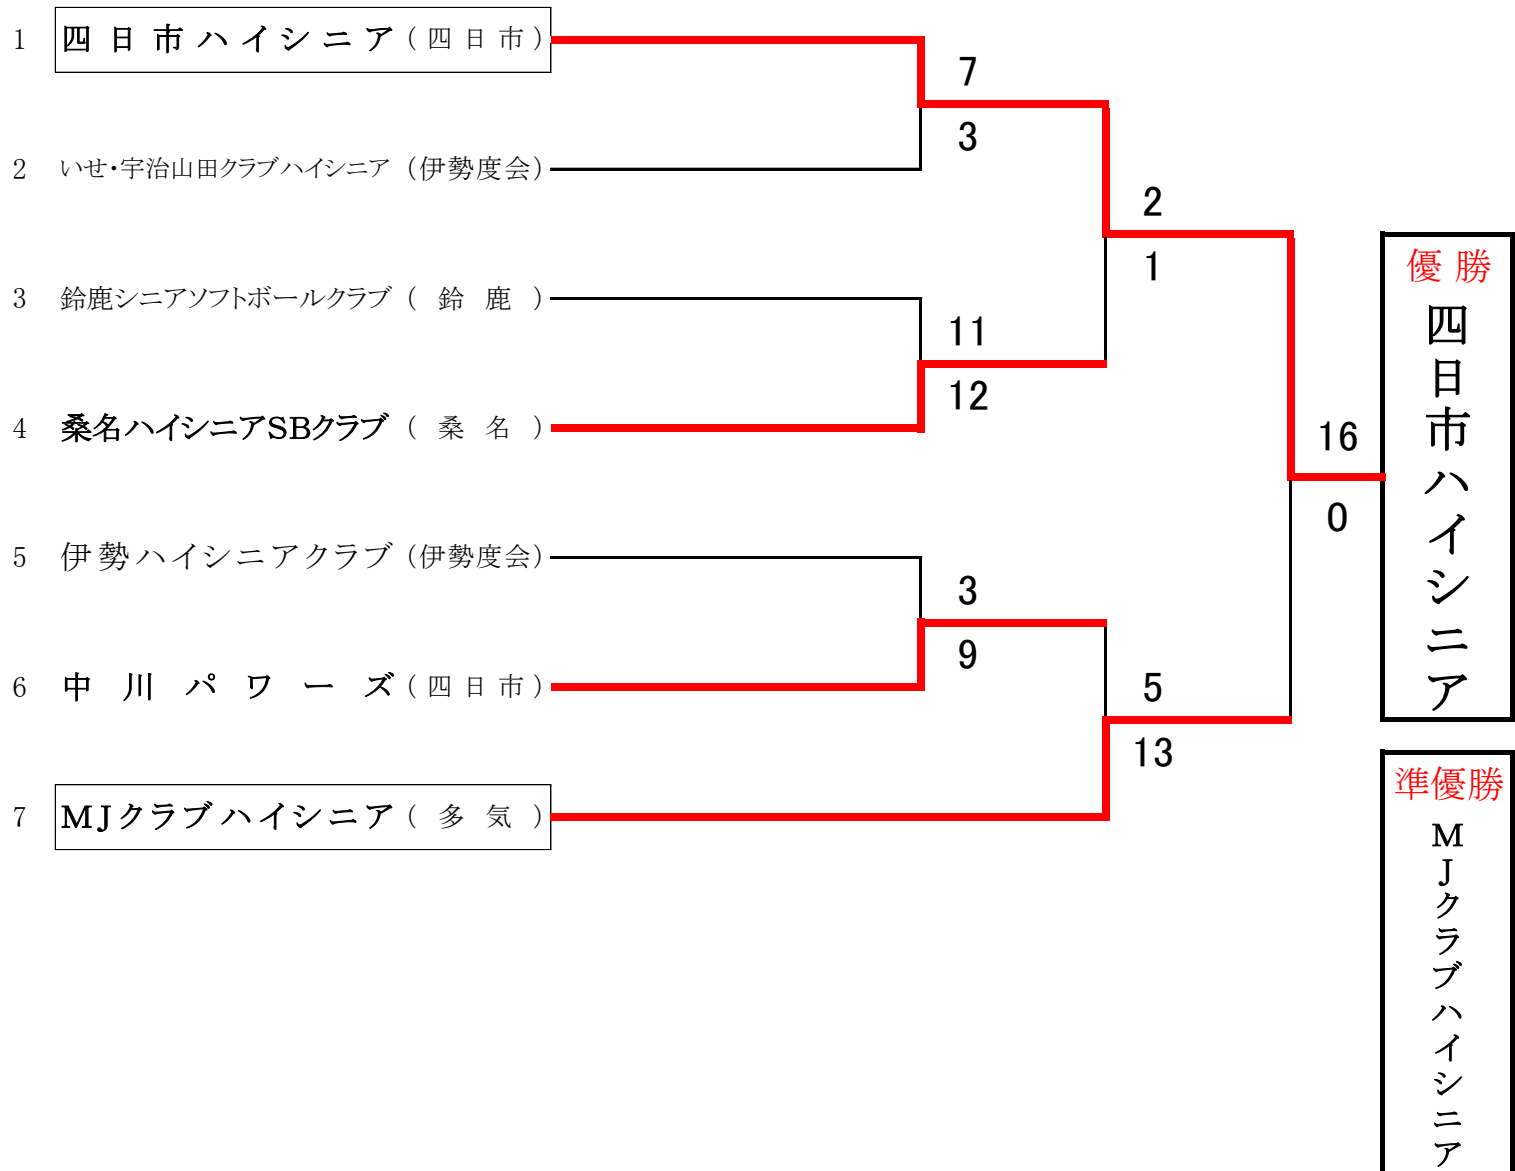 1 四日市ハイシニア(四日市)
7
3
2 いせ・宇治山田クラブハイシニア (伊勢度会)
2
1
3 鈴鹿シニアソフトボールクラブ ( 鈴 鹿 )
11
12
4 桑名ハイシニアSBクラブ ( 桑 名 )
16
0
5 伊勢ハイシニアクラブ (伊勢度会)
3
9
6 中川パワーズ(四日市)
5
13
7 MJクラブハイシニア ( 多 気 )
優勝
四日市ハイシニア
準優勝
MJクラブハイシニア